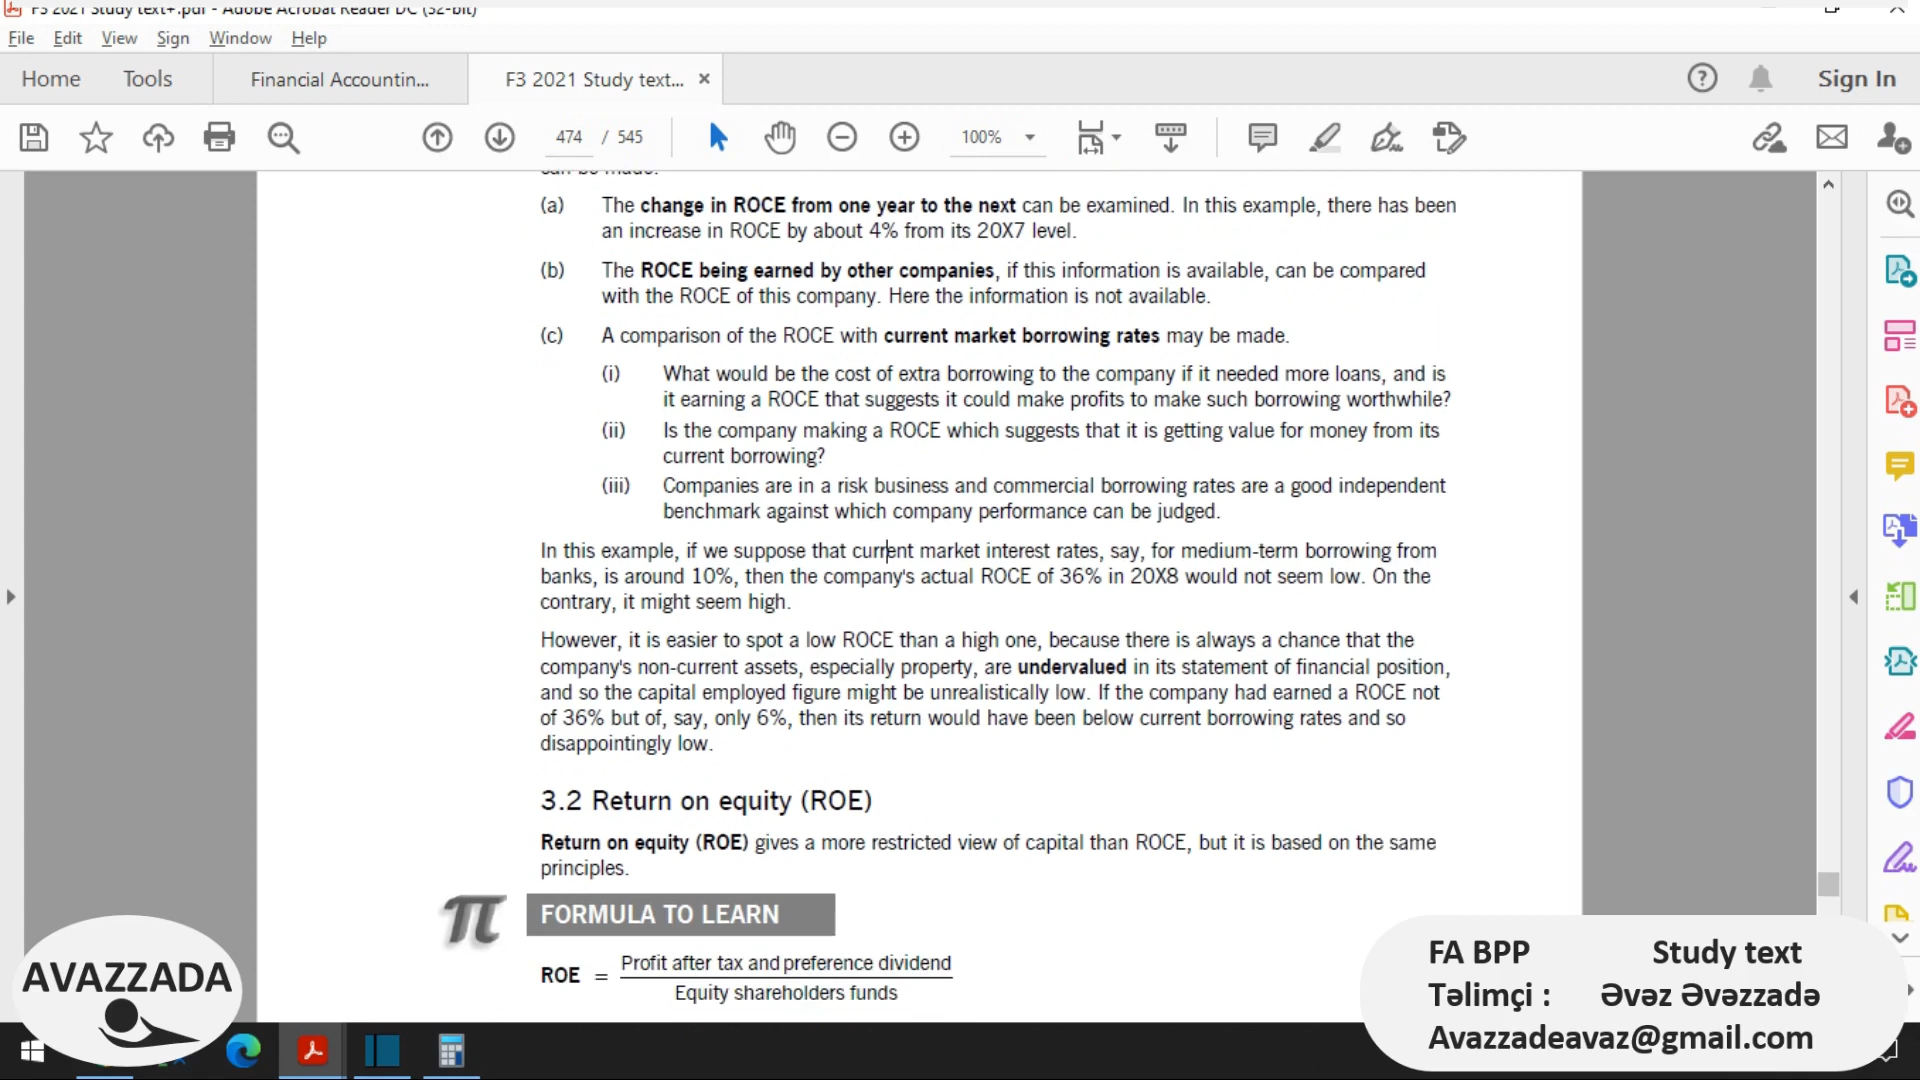 F3 2021 Study text+.pdf - Adobe Acrobat Reader DC (32-bit)
File Edit View Sign Window Help
Home Tools Financial Accountin... F3 2021 Study text... × Sign In
474 / 545 100%
can be made.
(a) The change in ROCE from one year to the next can be examined. In this example, there has been
an increase in ROCE by about 4% from its 20X7 level.
(b) The ROCE being earned by other companies, if this information is available, can be compared
with the ROCE of this company. Here the information is not available.
(c) A comparison of the ROCE with current market borrowing rates may be made.
(i) What would be the cost of extra borrowing to the company if it needed more loans, and is
it earning a ROCE that suggests it could make profits to make such borrowing worthwhile?
(ii) Is the company making a ROCE which suggests that it is getting value for money from its
current borrowing?
(iii) Companies are in a risk business and commercial borrowing rates are a good independent
benchmark against which company performance can be judged.
In this example, if we suppose that current market interest rates, say, for medium-term borrowing from
banks, is around 10%, then the company's actual ROCE of 36% in 20X8 would not seem low. On the
contrary, it might seem high.
However, it is easier to spot a low ROCE than a high one, because there is always a chance that the
company's non-current assets, especially property, are undervalued in its statement of financial position,
and so the capital employed figure might be unrealistically low. If the company had earned a ROCE not
of 36% but of, say, only 6%, then its return would have been below current borrowing rates and so
disappointingly low.
3.2 Return on equity (ROE)
Return on equity (ROE) gives a more restricted view of capital than ROCE, but it is based on the same
principles.
π FORMULA TO LEARN
ROE = Profit after tax and preference dividend
Equity shareholders funds
AVAZZADA
FA BPP Study text
Təlimçi : Əvəz Əvəzzadə
Avazzadeavaz@gmail.com